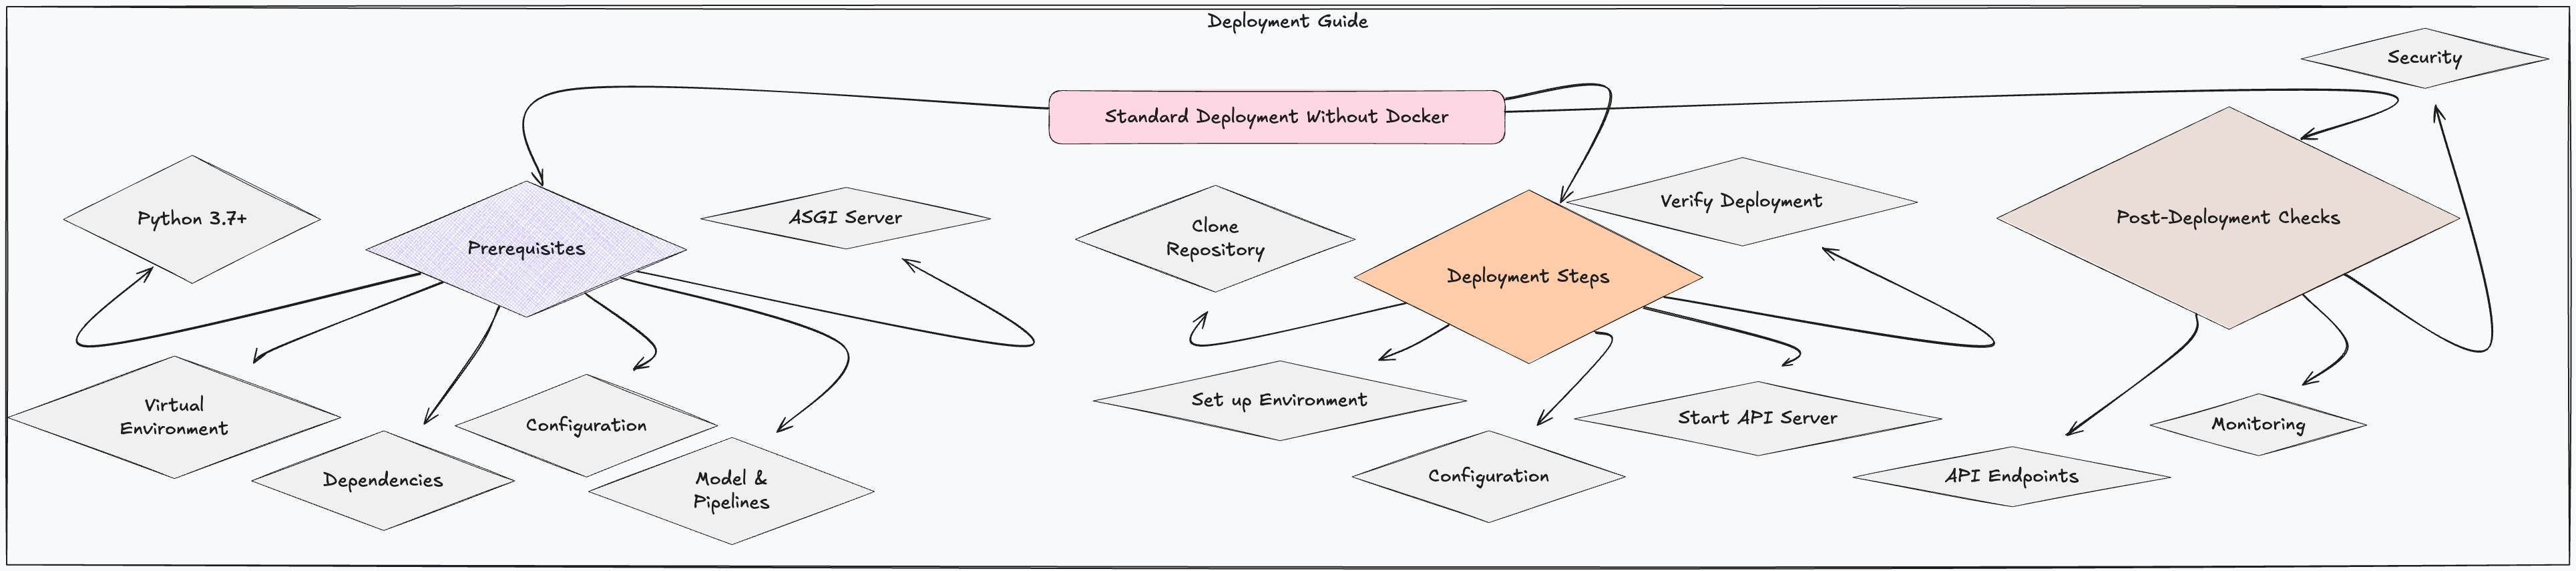 Deployment Guide
Standard Deployment Without Docker
Prerequisites
Python 3.7+
Virtual
Environment
Dependencies
Configuration
Model &
Pipelines
ASGI Server
Deployment Steps
Clone
Repository
Set up Environment
Configuration
Start API Server
Verify Deployment
Post-Deployment Checks
API Endpoints
Monitoring
Security